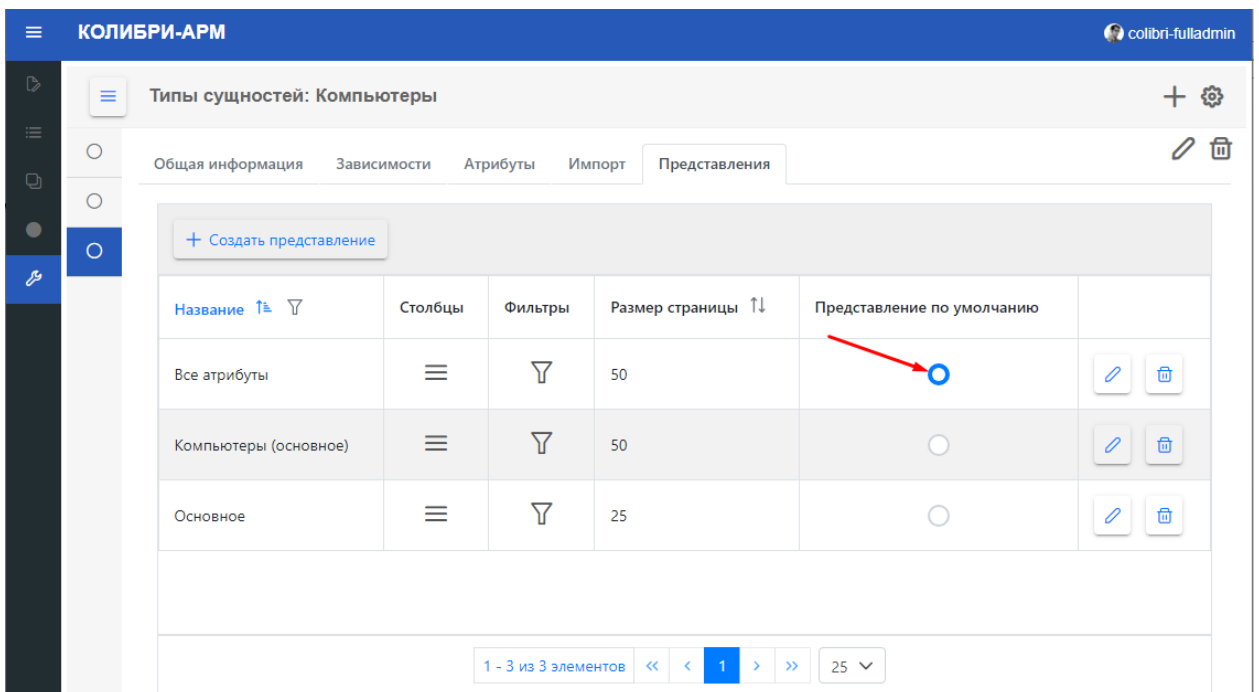 КОЛИБРИ-АРМ
colibri-fulladmin
Типы сущностей: Компьютеры
Общая информация Зависимости Атрибуты Импорт Представления
Создать представление
Название Столбцы Фильтры Размер страницы Представление по умолчанию
Все атрибуты 50
Компьютеры (основное) 50
Основное 25
1 - 3 из 3 элементов « ‹ 1 › » 25